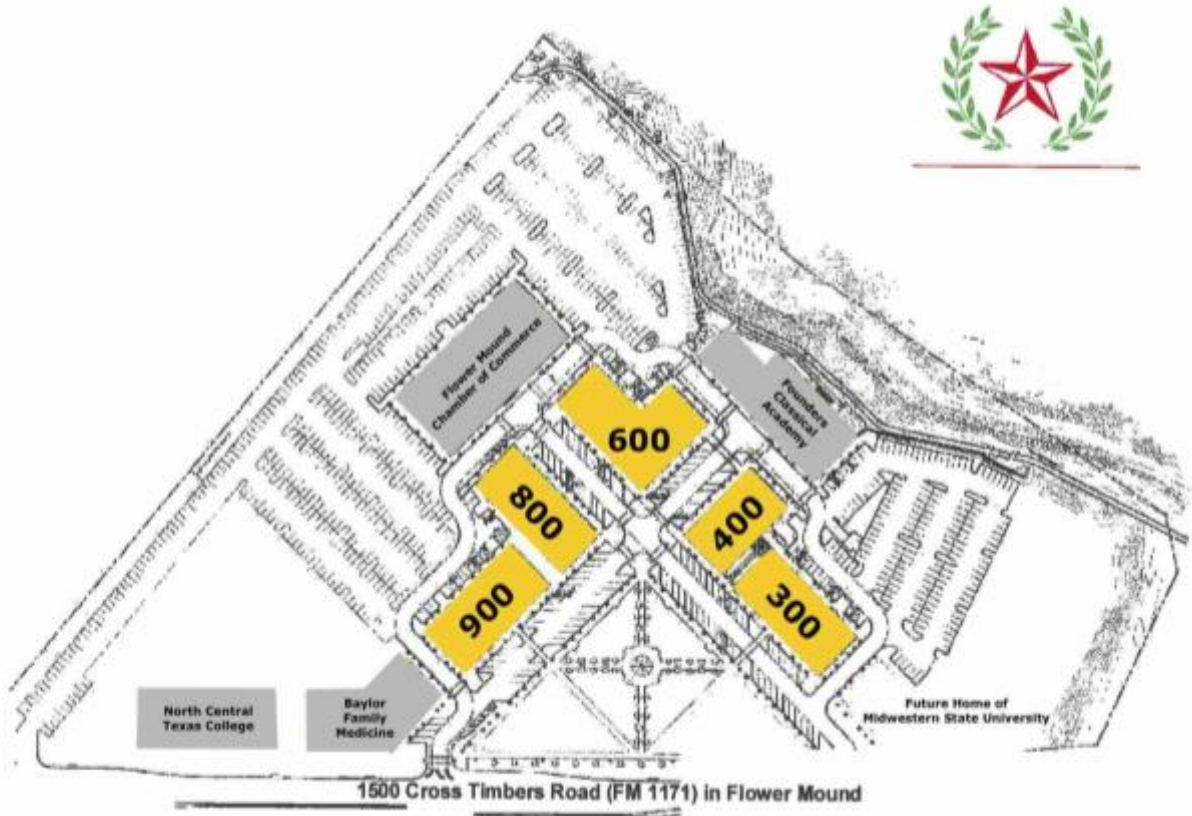 Flower Mound
Chamber of Commerce
Founders
Classical
Academy
600
800
400
900
300
North Central
Texas College
Baylor
Family
Medicine
Future Home of
Midwestern State University
1500 Cross Timbers Road (FM 1171) in Flower Mound